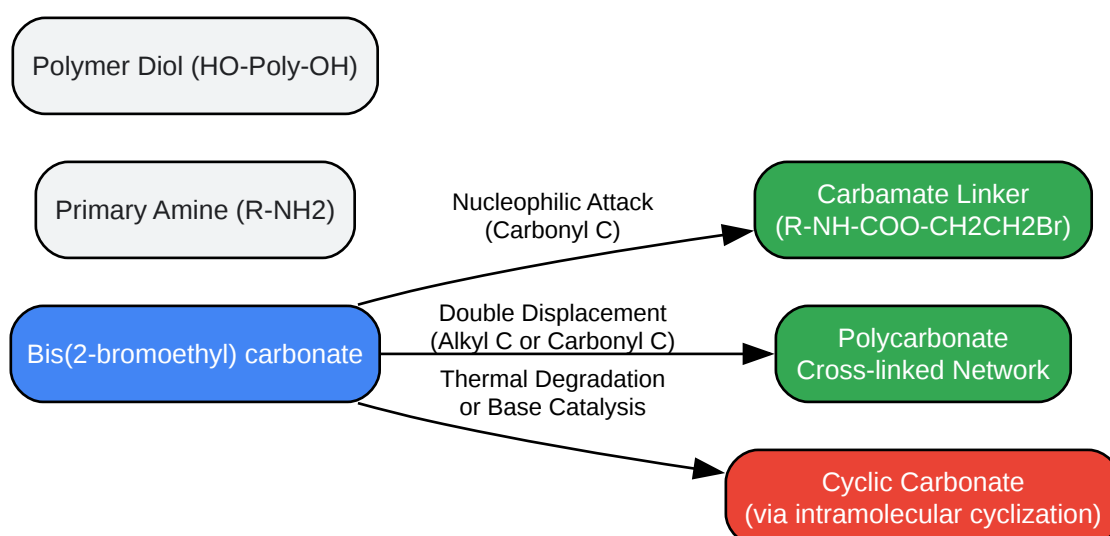 Polymer Diol (HO-Poly-OH)
Primary Amine (R-NH2)
Nucleophilic Attack
(Carbonyl C)
Carbamate Linker
(R-NH-COO-CH2CH2Br)
Bis(2-bromoethyl) carbonate
Double Displacement
(Alkyl C or Carbonyl C)
Polycarbonate
Cross-linked Network
Thermal Degradation
or Base Catalysis
Cyclic Carbonate
(via intramolecular cyclization)